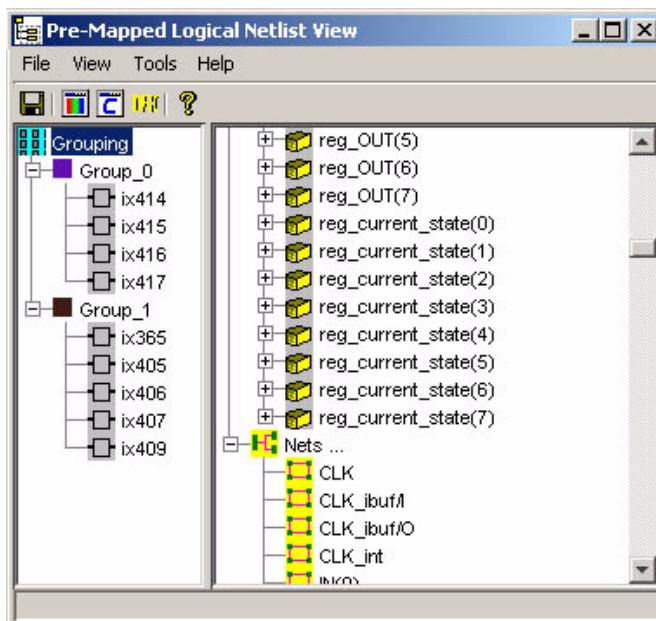 Pre-Mapped Logical Netlist View
File View Tools Help
Grouping
Group_0
ix414
ix415
ix416
ix417
Group_1
ix365
ix405
ix406
ix407
ix409
reg_OUT(5)
reg_OUT(6)
reg_OUT(7)
reg_current_state(0)
reg_current_state(1)
reg_current_state(2)
reg_current_state(3)
reg_current_state(4)
reg_current_state(5)
reg_current_state(6)
reg_current_state(7)
Nets ...
CLK
CLK_ibuf/I
CLK_ibuf/O
CLK_int